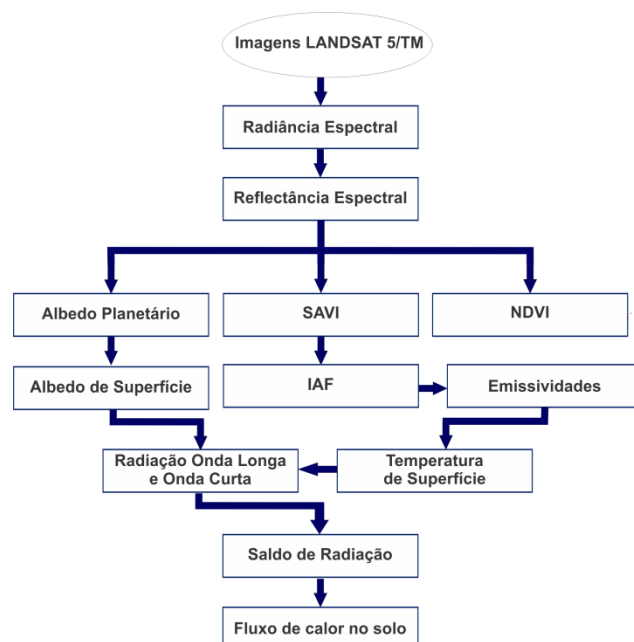 Imagens LANDSAT 5/TM
Radiância Espectral
Reflectância Espectral
Albedo Planetário
SAVI
NDVI
Albedo de Superfície
IAF
Emissividades
Radiação Onda Longa
e Onda Curta
Temperatura
de Superfície
Saldo de Radiação
Fluxo de calor no solo